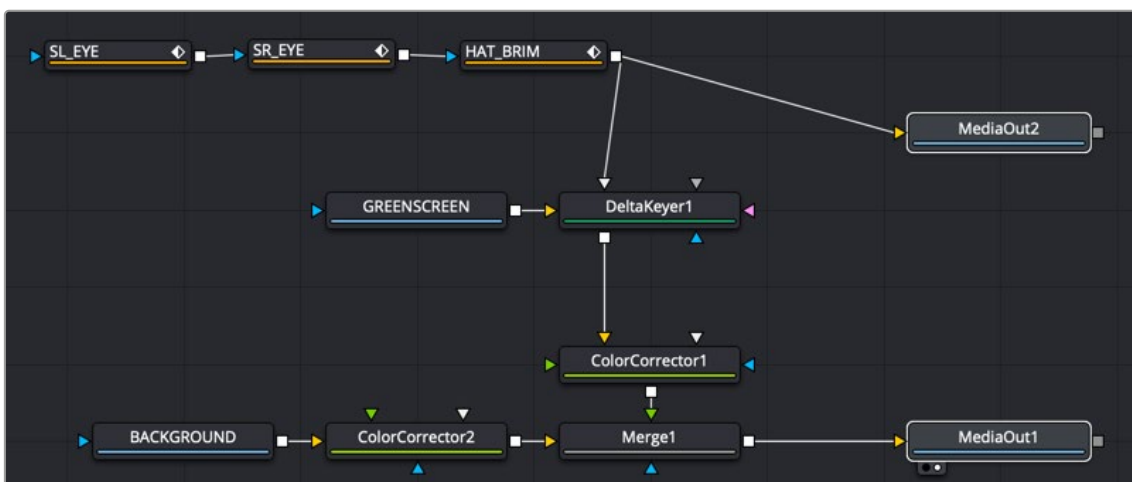 SL_EYE
SR_EYE
HAT_BRIM
MediaOut2
GREENSCREEN
DeltaKeyer1
ColorCorrector1
BACKGROUND
ColorCorrector2
Merge1
MediaOut1